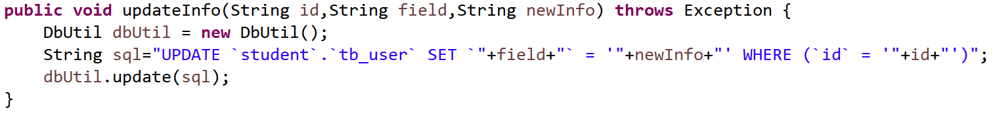 public void updateInfo(String id,String field,String newInfo) throws Exception {
    DbUtil dbUtil = new DbUtil();
    String sql="UPDATE `student`.`tb_user` SET `"+field+"` = '"+newInfo+"' WHERE (`id` = '"+id+"')";
    dbUtil.update(sql);
}